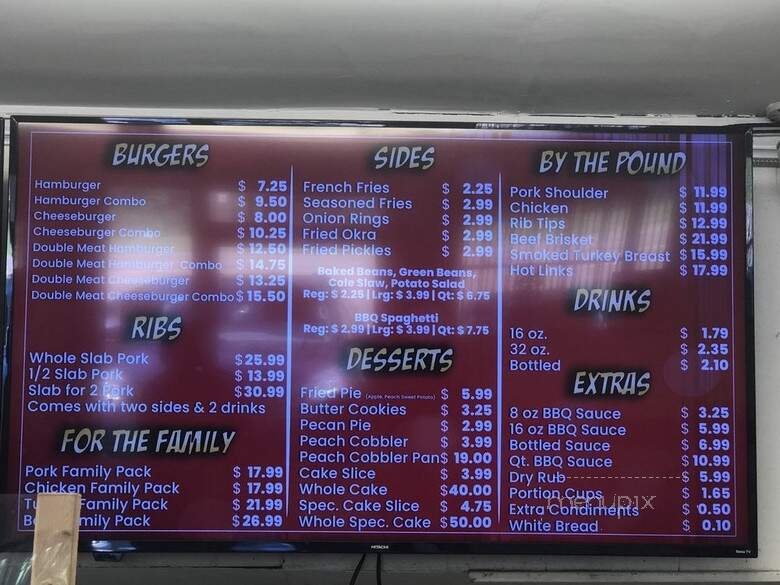 BURGERS
Hamburger $ 7.25
Hamburger Combo $ 9.50
Cheeseburger $ 8.00
Cheeseburger Combo $ 10.25
Double Meat Hamburger $ 12.50
Double Meat Hamburger Combo $ 14.75
Double Meat Cheeseburger $ 13.25
Double Meat Cheeseburger Combo $ 15.50
RIBS
Whole Slab Pork $25.99
1/2 Slab Pork $ 13.99
Slab for 2 Pork $30.99
Comes with two sides & 2 drinks
FOR THE FAMILY
Pork Family Pack $ 17.99
Chicken Family Pack $ 17.99
Family Pack $ 21.99
Family Pack $26.99
SIDES
French Fries $ 2.25
Seasoned Fries $ 2.99
Onion Rings $ 2.99
Fried Okra $ 2.99
Fried Pickles $ 2.99
Baked Beans, Green Beans,
Cole Slaw, Potato Salad
Reg: $ 2.25 | Lrg: $ 3.99 | Qt: $ 6.75
BBQ Spaghetti
Reg: $ 2.99 | Lrg: $ 3.99 | Qt: $ 7.75
DESSERTS
Fried Pie (Apple, Peach Sweet Potato) $ 5.99
Butter Cookies $ 3.25
Pecan Pie $ 2.99
Peach Cobbler $ 3.99
Peach Cobbler Pan $ 19.00
Cake Slice $ 3.99
Whole Cake $40.00
Spec. Cake Slice $ 4.75
Whole Spec. Cake $50.00
BY THE POUND
Pork Shoulder $ 11.99
Chicken $ 11.99
Rib Tips $ 12.99
Beef Brisket $ 21.99
Smoked Turkey Breast $ 15.99
Hot Links $ 17.99
DRINKS
16 oz. $ 1.79
32 oz. $ 2.35
Bottled $ 2.10
EXTRAS
8 oz BBQ Sauce $ 3.25
16 oz BBQ Sauce $ 5.99
Bottled Sauce $ 6.99
Qt. BBQ Sauce $10.99
Dry Rub $ 5.99
Portion Cups $ 1.65
Extra Condiments $ 0.50
White Bread $ 0.10
menupix
HITACHI
Roku TV